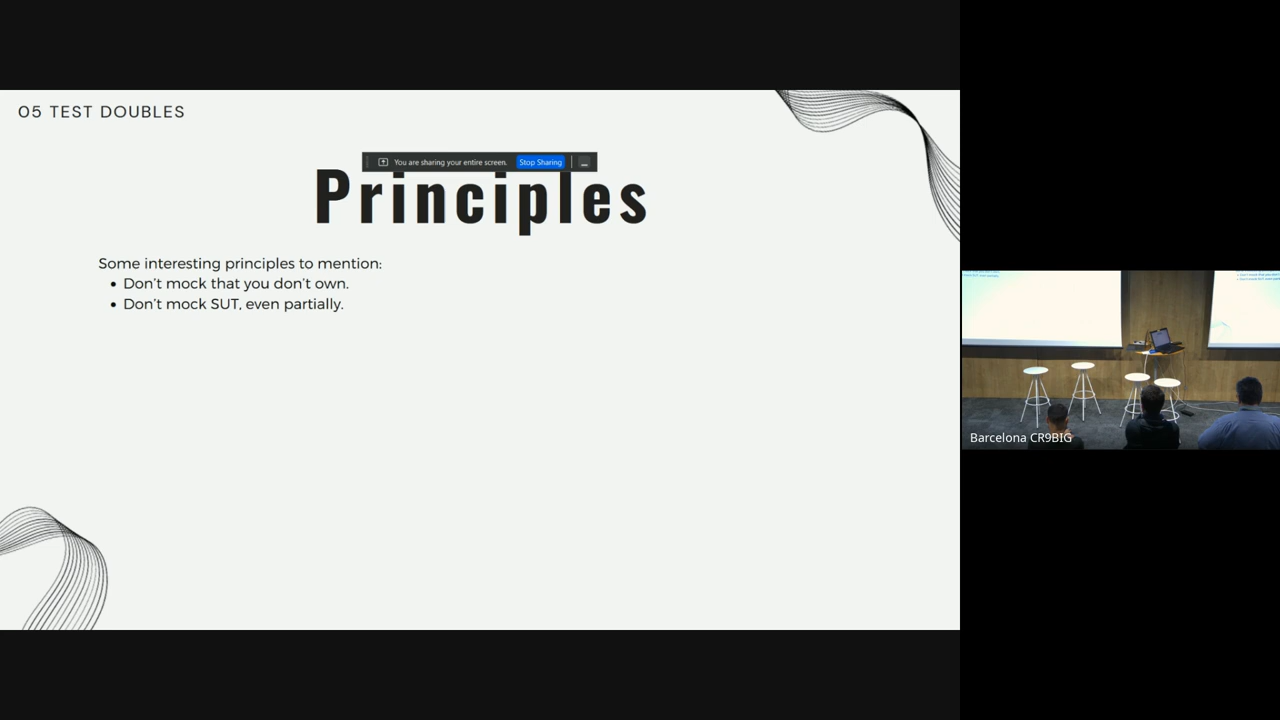 05 TEST DOUBLES
You are sharing your entire screen.
Stop Sharing
Principles
Some interesting principles to mention:
• Don't mock that you don't own.
• Don't mock SUT, even partially.
Barcelona CR9BIG